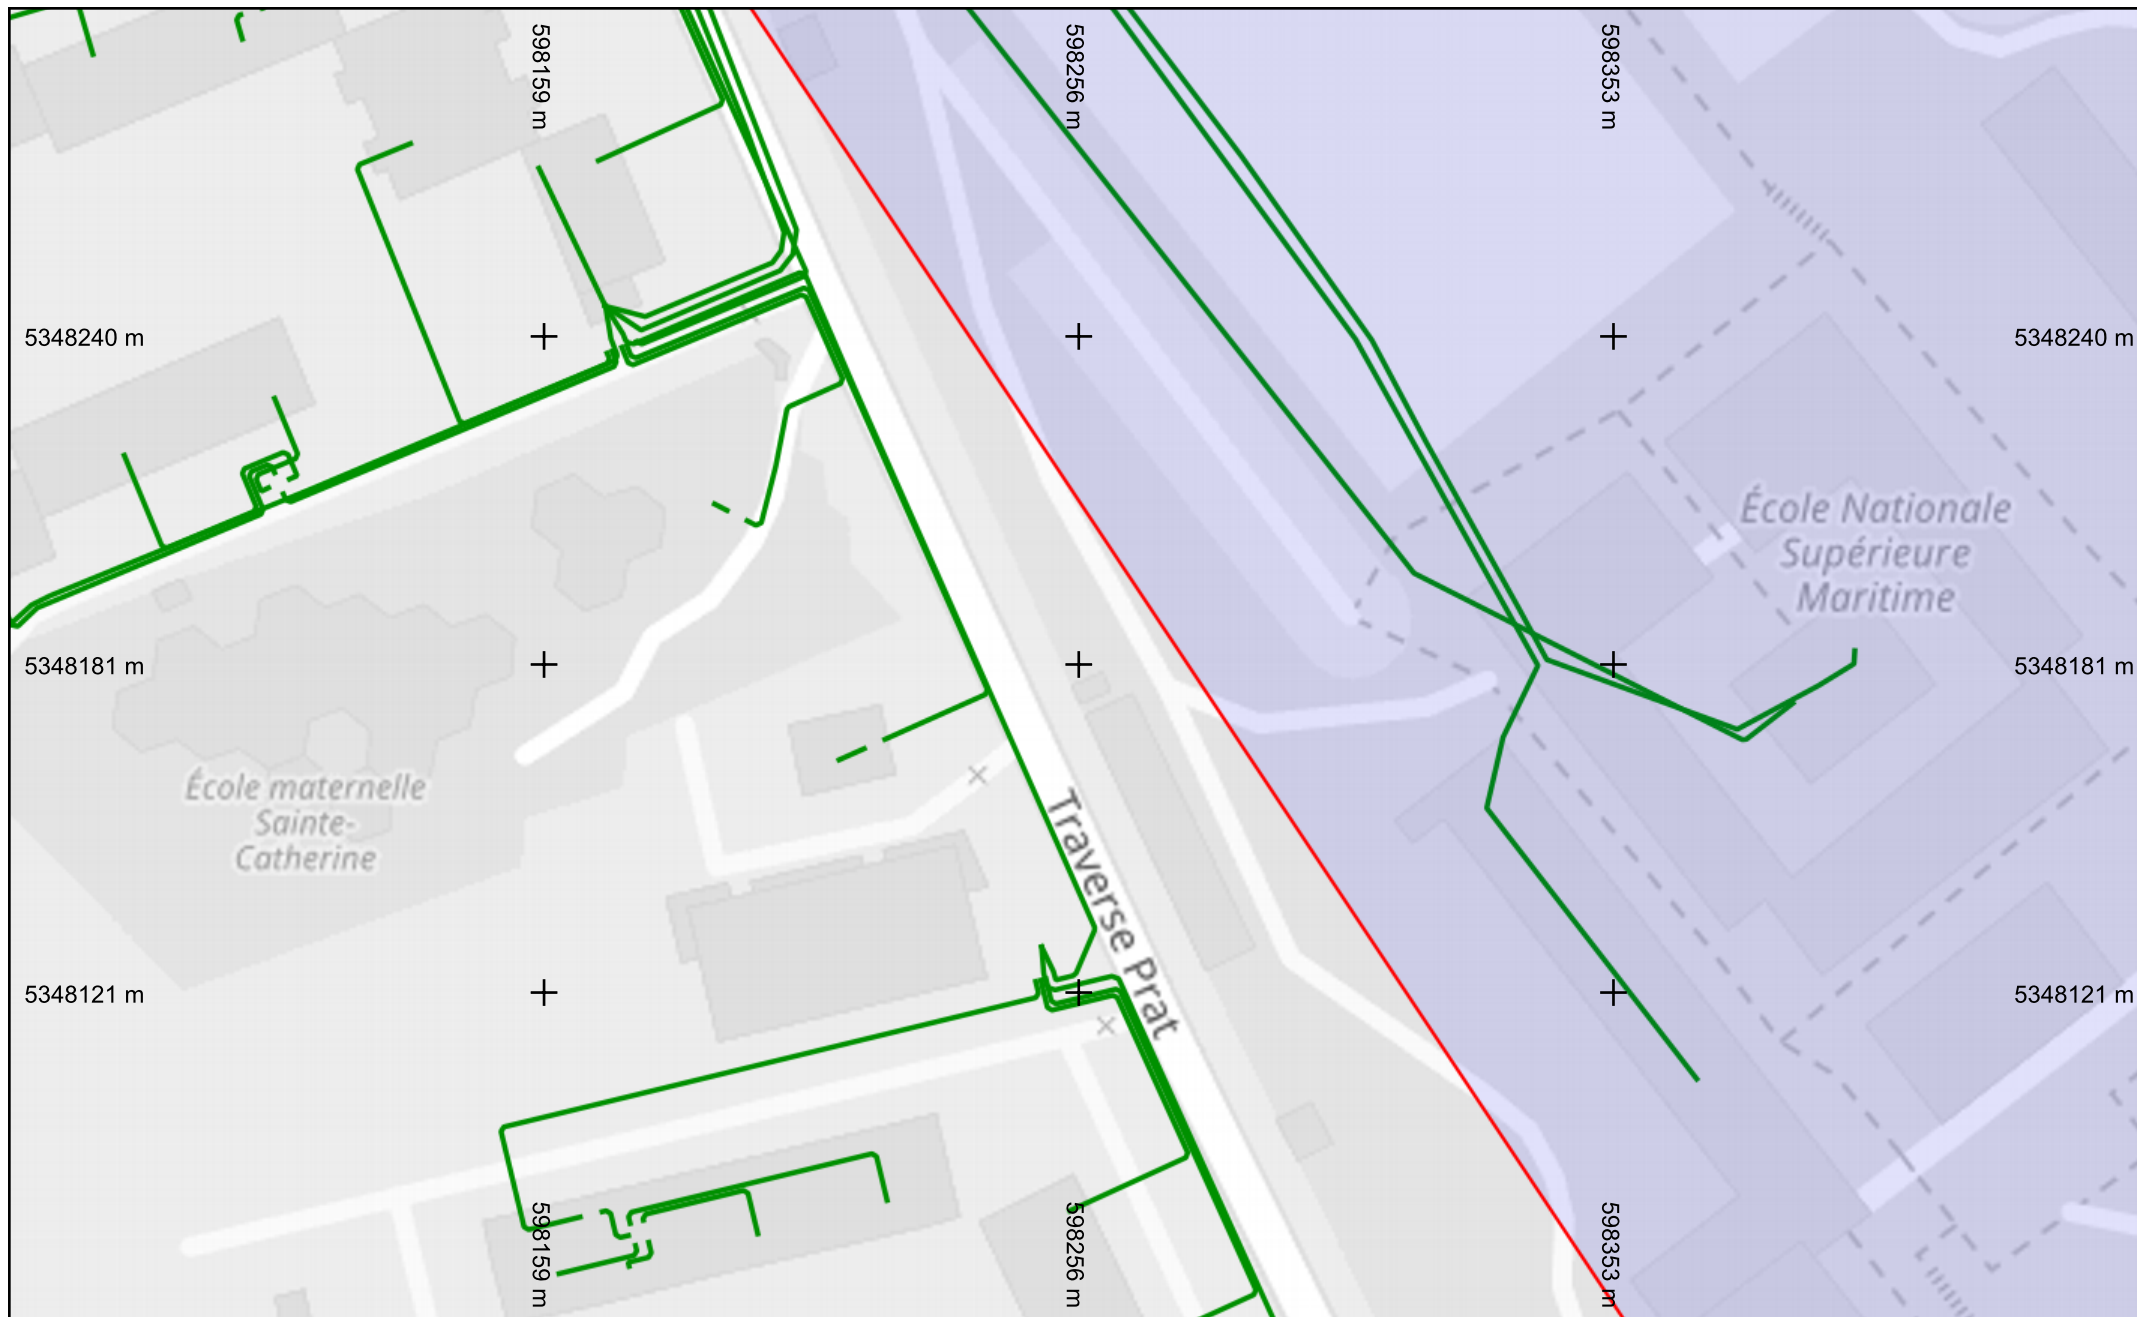 598159 m
598256 m
598353 m
5348240 m
5348240 m
École Nationale
Supérieure
Maritime
5348181 m
5348181 m
École maternelle
Sainte-
Catherine
Traverse Prat
5348121 m
5348121 m
598159 m
598256 m
598353 m